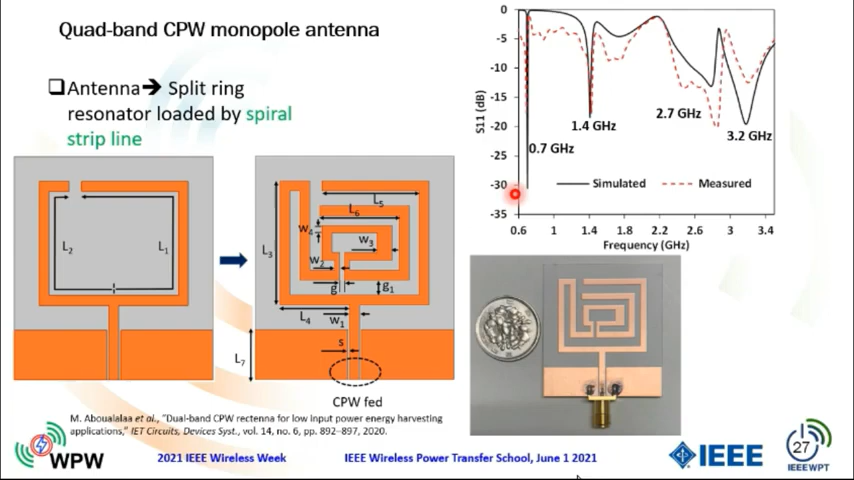 Quad-band CPW monopole antenna
❑Antenna➔ Split ring
resonator loaded by spiral
strip line
L2
L1
L3
L4
L5
L6
L7
w4
w3
w2
g
g1
w1
s
CPW fed
S11 (dB)
0
-5
-10
-15
-20
-25
-30
-35
0.7 GHz
1.4 GHz
2.7 GHz
3.2 GHz
Simulated
Measured
0.6 1 1.4 1.8 2.2 2.6 3 3.4
Frequency (GHz)
M. Aboualalaa et al., “Dual-band CPW rectenna for low input power energy harvesting
applications,” IET Circuits, Devices Syst., vol. 14, no. 6, pp. 892–897, 2020.
WPW
2021 IEEE Wireless Week
IEEE Wireless Power Transfer School, June 1 2021
IEEE
27
IEEE WPT